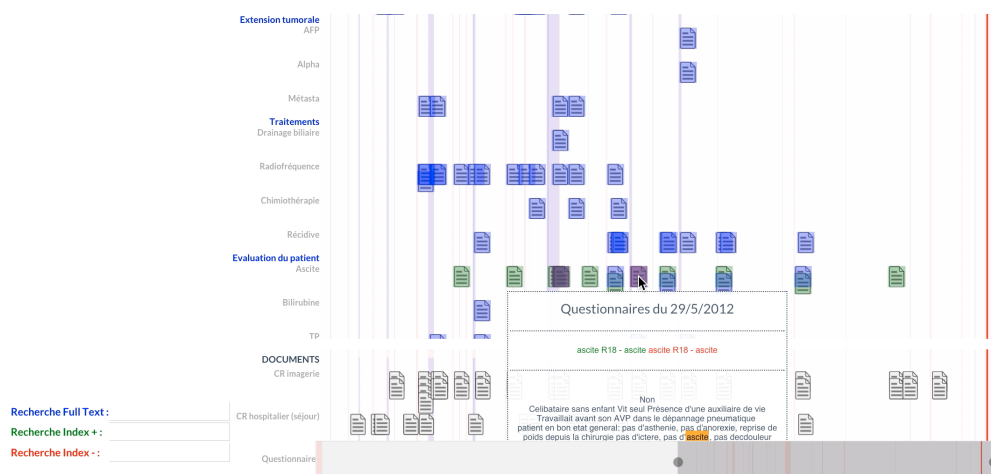 Extension tumorale
AFP
Alpha
Métasta
Traitements
Drainage biliaire
Radiofréquence
Chimiothérapie
Récidive
Evaluation du patient
Ascite
Bilirubine
TP
Questionnaires du 29/5/2012
ascite R18 - ascite ascite R18 - ascite
Non
Celibataire sans enfant Vit seul Présence d'une auxiliaire de vie
Travaillait avant son AVP dans le dépannage pneumatique
patient en bon etat general: pas d'asthenie, pas d'anorexie, reprise de
poids depuis la chirurgie pas d'ictere, pas d'ascite, pas decdouleur
DOCUMENTS
CR imagerie
CR hospitalier (séjour)
Questionnaire
Recherche Full Text :
Recherche Index + :
Recherche Index - :